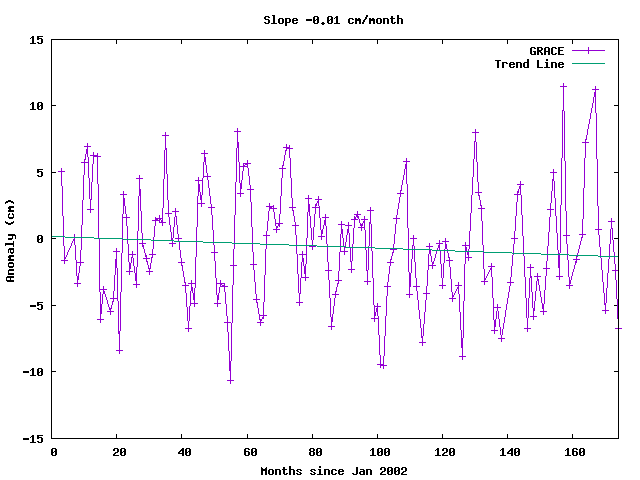 Slope -0.01 cm/month
GRACE
Trend Line
15
10
5
0
-5
-10
-15
Anomaly (cm)
0 20 40 60 80 100 120 140 160
Months since Jan 2002